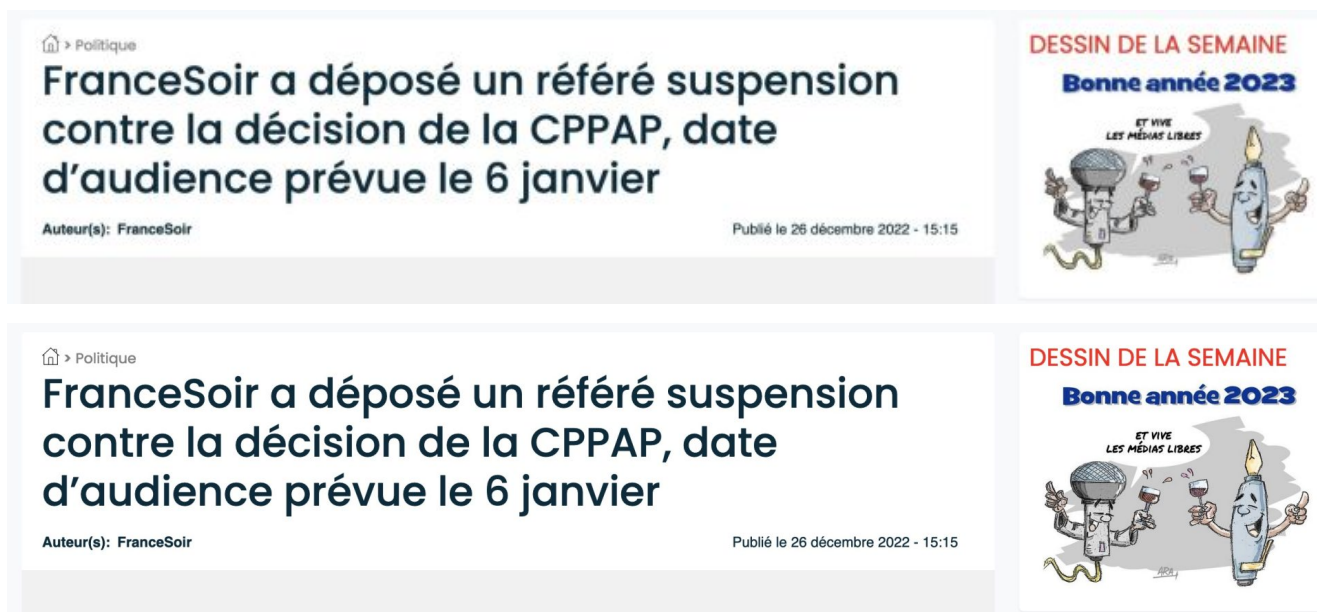 > Politique
FranceSoir a déposé un référé suspension
contre la décision de la CPPAP, date
d'audience prévue le 6 janvier
Auteur(s): FranceSoir
Publié le 26 décembre 2022 - 15:15
DESSIN DE LA SEMAINE
Bonne année 2023
ET VIVE
LES MÉDIAS LIBRES
ARA
> Politique
FranceSoir a déposé un référé suspension
contre la décision de la CPPAP, date
d'audience prévue le 6 janvier
Auteur(s): FranceSoir
Publié le 26 décembre 2022 - 15:15
DESSIN DE LA SEMAINE
Bonne année 2023
ET VIVE
LES MÉDIAS LIBRES
ARA